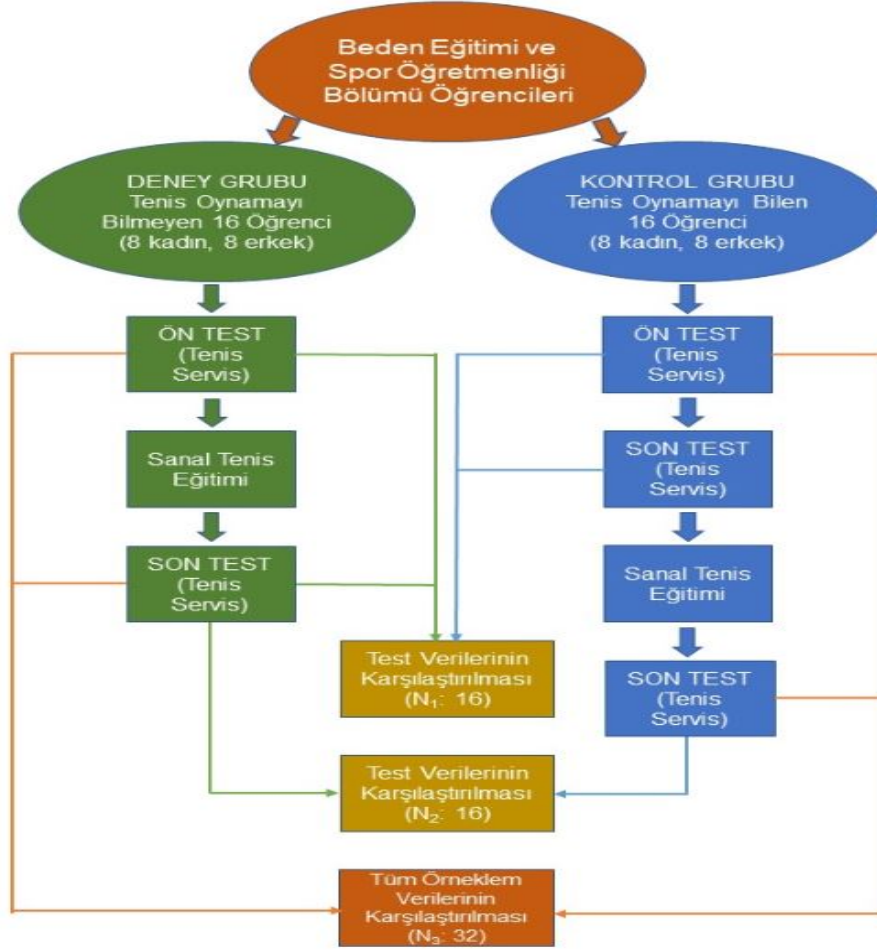 Beden Eğitimi ve
Spor Öğretmenliği
Bölümü Öğrencileri
DENEY GRUBU
Tenis Oynamayı
Bilmeyen 16 Öğrenci
(8 kadın, 8 erkek)
KONTROL GRUBU
Tenis Oynamayı Bilen
16 Öğrenci
(8 kadın, 8 erkek)
ÖN TEST
(Tenis
Servis)
ÖN TEST
(Tenis
Servis)
Sanal Tenis
Eğitimi
SON TEST
(Tenis
Servis)
SON TEST
(Tenis
Servis)
Sanal Tenis
Eğitimi
Test Verilerinin
Karşılaştırılması
(N₁: 16)
SON TEST
(Tenis
Servis)
Test Verilerinin
Karşılaştırılması
(N₂: 16)
Tüm Örneklem
Verilerinin
Karşılaştırılması
(N₃: 32)